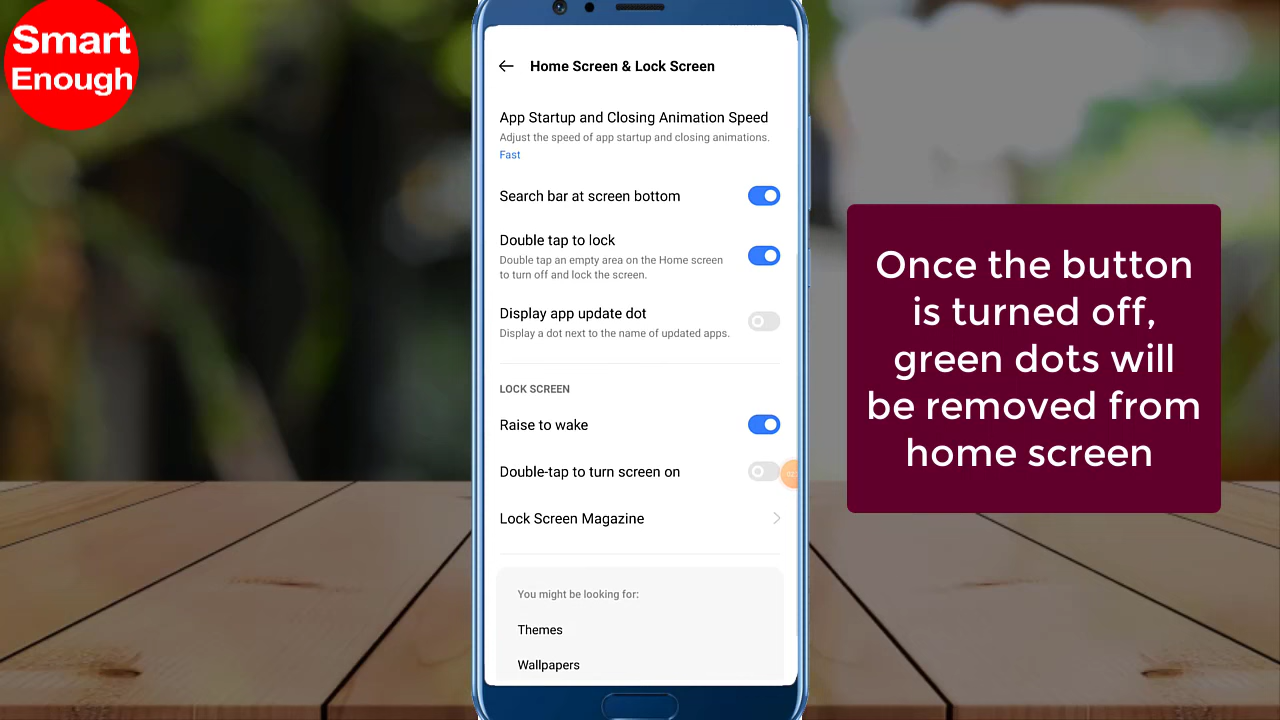 Smart
Enough
Home Screen & Lock Screen
App Startup and Closing Animation Speed
Adjust the speed of app startup and closing animations.
Fast
Search bar at screen bottom
Double tap to lock
Double tap an empty area on the Home screen
to turn off and lock the screen.
Display app update dot
Display a dot next to the name of updated apps.
LOCK SCREEN
Raise to wake
Double-tap to turn screen on
Lock Screen Magazine
You might be looking for:
Themes
Wallpapers
Once the button
is turned off,
green dots will
be removed from
home screen